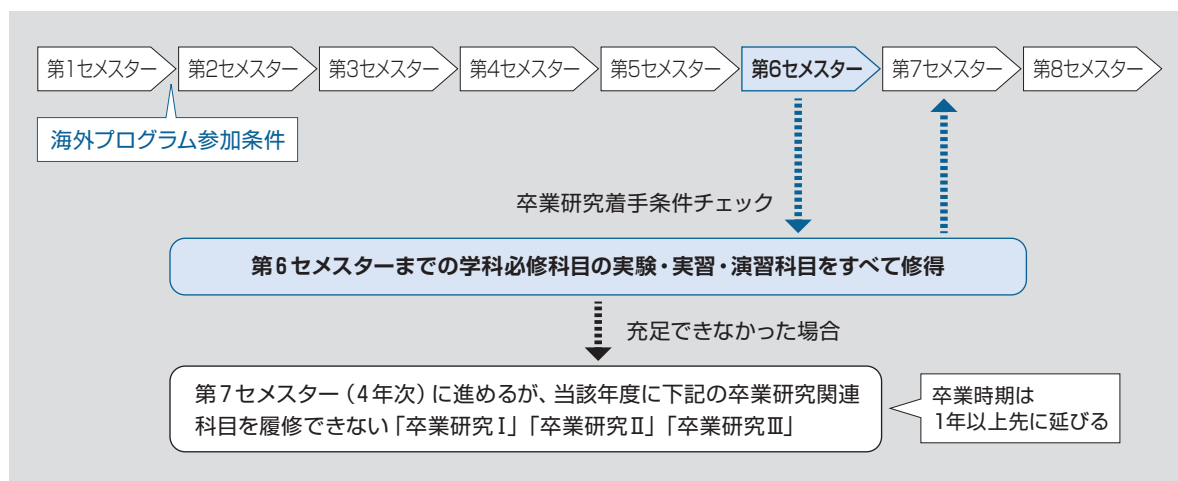 第1セメスター
第2セメスター
第3セメスター
第4セメスター
第5セメスター
第6セメスター
第7セメスター
第8セメスター
海外プログラム参加条件
卒業研究着手条件チェック
第6セメスターまでの学科必修科目の実験・実習・演習科目をすべて修得
充足できなかった場合
第7セメスター(4年次)に進めるが、当該年度に下記の卒業研究関連
科目を履修できない「卒業研究Ⅰ」「卒業研究Ⅱ」「卒業研究Ⅲ」
卒業時期は
1年以上先に延びる